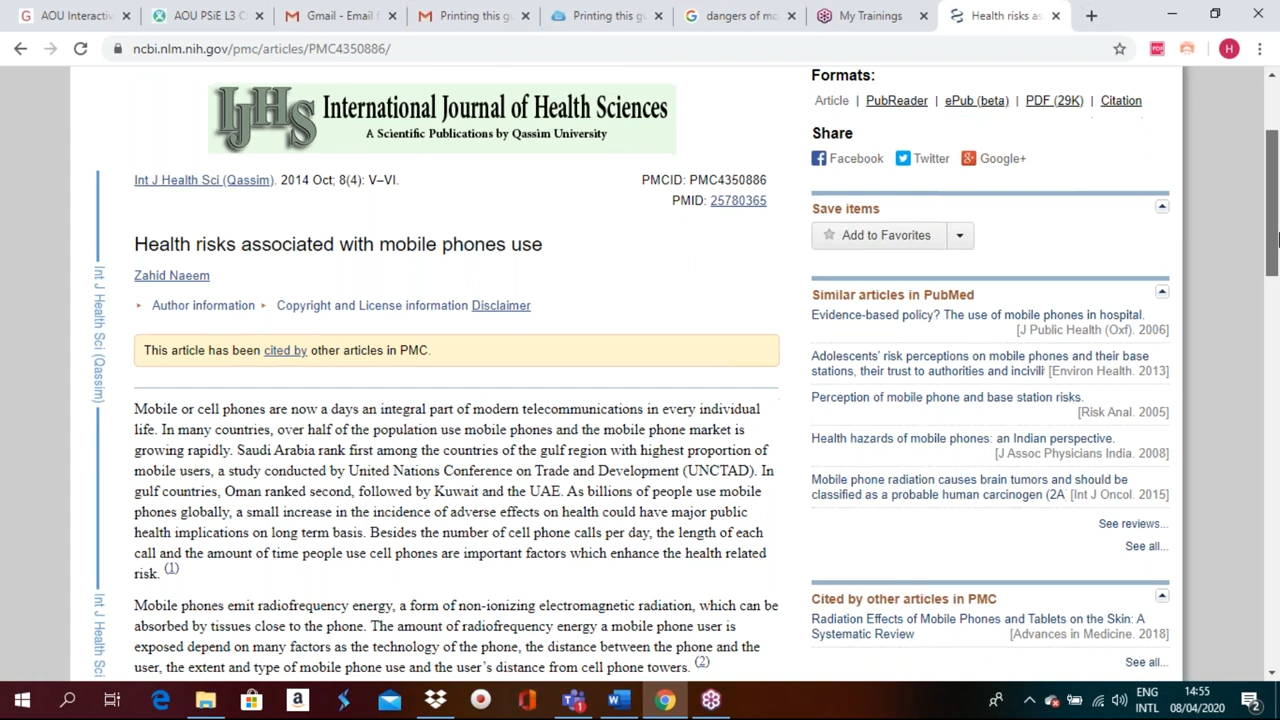 AOU Interactiv
AOU PSiE L3 C
Gmail - Email f
Printing this gu
Printing this gu
dangers of mo
My Trainings
Health risks as
ncbi.nlm.nih.gov/pmc/articles/PMC4350886/
PDF
H
IJHS
International Journal of Health Sciences
A Scientific Publications by Qassim University
Int J Health Sci (Qassim). 2014 Oct; 8(4): V–VI.
PMCID: PMC4350886
PMID: 25780365
Health risks associated with mobile phones use
Zahid Naeem
Author information Copyright and License information Disclaimer
This article has been cited by other articles in PMC.
Mobile or cell phones are now a days an integral part of modern telecommunications in every individual
life. In many countries, over half of the population use mobile phones and the mobile phone market is
growing rapidly. Saudi Arabia rank first among the countries of the gulf region with highest proportion of
mobile users, a study conducted by United Nations Conference on Trade and Development (UNCTAD). In
gulf countries, Oman ranked second, followed by Kuwait and the UAE. As billions of people use mobile
phones globally, a small increase in the incidence of adverse effects on health could have major public
health implications on long term basis. Besides the number of cell phone calls per day, the length of each
call and the amount of time people use cell phones are important factors which enhance the health related
risk. (1)
Mobile phones emit radiofrequency energy, a form of non-ionizing electromagnetic radiation, which can be
absorbed by tissues close to the phone. The amount of radiofrequency energy a mobile phone user is
exposed depend on many factors as the technology of the phone, the distance between the phone and the
user, the extent and type of mobile phone use and the user's distance from cell phone towers. (2)
Int J Health Sci (Qassim)
Int J Health Sci
Formats:
Article | PubReader | ePub (beta) | PDF (29K) | Citation
Share
Facebook Twitter Google+
Save items
Add to Favorites
Similar articles in PubMed
Evidence-based policy? The use of mobile phones in hospital.
[J Public Health (Oxf). 2006]
Adolescents' risk perceptions on mobile phones and their base
stations, their trust to authorities and incivili [Environ Health. 2013]
Perception of mobile phone and base station risks.
[Risk Anal. 2005]
Health hazards of mobile phones: an Indian perspective.
[J Assoc Physicians India. 2008]
Mobile phone radiation causes brain tumors and should be
classified as a probable human carcinogen (2A [Int J Oncol. 2015]
See reviews...
See all...
Cited by other articles in PMC
Radiation Effects of Mobile Phones and Tablets on the Skin: A
Systematic Review [Advances in Medicine. 2018]
See all...
ENG
INTL
14:55
08/04/2020
2